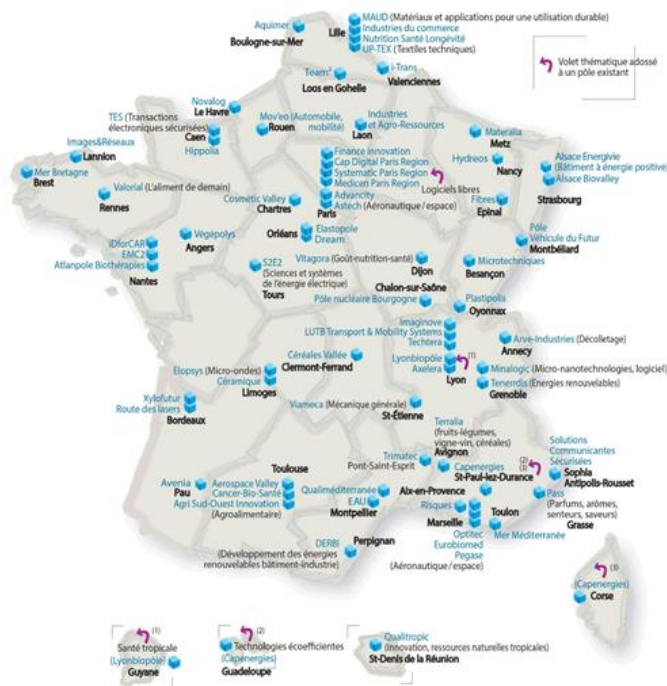 Aquimer
Boulogne-sur-Mer
MAUD (Matériaux et applications pour une utilisation durable)
Industries du commerce
Lille
Nutrition Santé Longévité
UP-TEX (Textiles techniques)
Volet thématique adossé
à un pôle existant
Team²
Loos en Gohelle
i-Trans
Valenciennes
Novalog
Le Havre
TES (Transactions
électroniques sécurisées)
Caen
Hippolia
Mov'eo (Automobile,
mobilité)
Rouen
Industries
et Agro-Ressources
Laon
Materalia
Metz
Hydreos
Nancy
Alsace Energivie
(Bâtiment à énergie positive)
Alsace Biovalley
Strasbourg
Images&Réseaux
Lannion
Mer Bretagne
Brest
Valorial (L'aliment de demain)
Rennes
Finance innovation
Cap Digital Paris Region
Systematic Paris Region
Medicen Paris Region
Logiciels libres
Advancity
Astech (Aéronautique/espace)
Paris
Cosmetic Valley
Chartres
Fibres
Epinal
Elastopole
Orléans
Dream
Pôle
Véhicule du Futur
Montbéliard
iDforCAR
EMC2
Atlanpole Biothérapies
Nantes
Végépolys
Angers
S2E2
(Sciences et systèmes
de l'énergie électrique)
Tours
Vitagora (Goût-nutrition-santé)
Dijon
Microtechniques
Besançon
Chalon-sur-Saône
Pôle nucléaire Bourgogne
Plastipolis
Oyonnax
Imaginove
LUTB Transport & Mobility Systems
Techtera
Lyonbiopôle
(1)
Axelera
Lyon
Arve-Industries (Décolletage)
Annecy
Minalogic (Micro-nanotechnologies, logiciel)
Tenerrdis (Energies renouvelables)
Grenoble
Céréales Vallée
Clermont-Ferrand
Elopsys (Micro-ondes)
Céramique
Limoges
Xylofutur
Route des lasers
Bordeaux
Viameca (Mécanique générale)
St-Étienne
Terralia
(fruits-légumes,
vigne-vin, céréales)
Avignon
Trimatec
Pont-Saint-Esprit
Capenergies
(2)
(3)
St-Paul-lez-Durance
Solutions
Communicantes
Sécurisées
Sophia
Antipolis-Rousset
Toulouse
Avenia
Pau
Aerospace Valley
Cancer-Bio-Santé
Agri Sud-Ouest Innovation
(Agroalimentaire)
Qualiméditerranée
EAU
Montpellier
Aix-en-Provence
Risques
Marseille
Optitec
Eurobiomed
Pegase
(Aéronautique/espace)
Toulon
Mer Méditerranée
Pass
(Parfums, arômes,
senteurs, saveurs)
Grasse
Perpignan
DERBI
(Développement des énergies
renouvelables bâtiment-industrie)
(3)
(Capenergies)
Corse
(1)
Santé tropicale
(Lyonbiopôle)
Guyane
(2)
Technologies écoefficientes
(Capénergies)
Guadeloupe
Qualitropic
(Innovation, ressources naturelles tropicales)
St-Denis de la Réunion